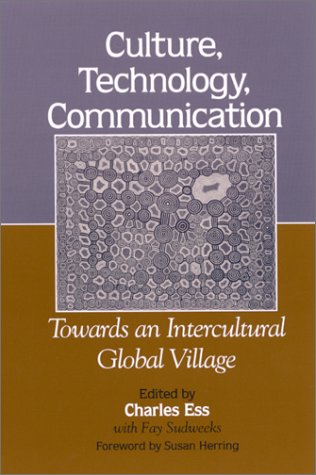 Culture,
Technology,
Communication
Towards an Intercultural
Global Village
Edited by
Charles Ess
with Fay Sudweeks
Foreword by Susan Herring